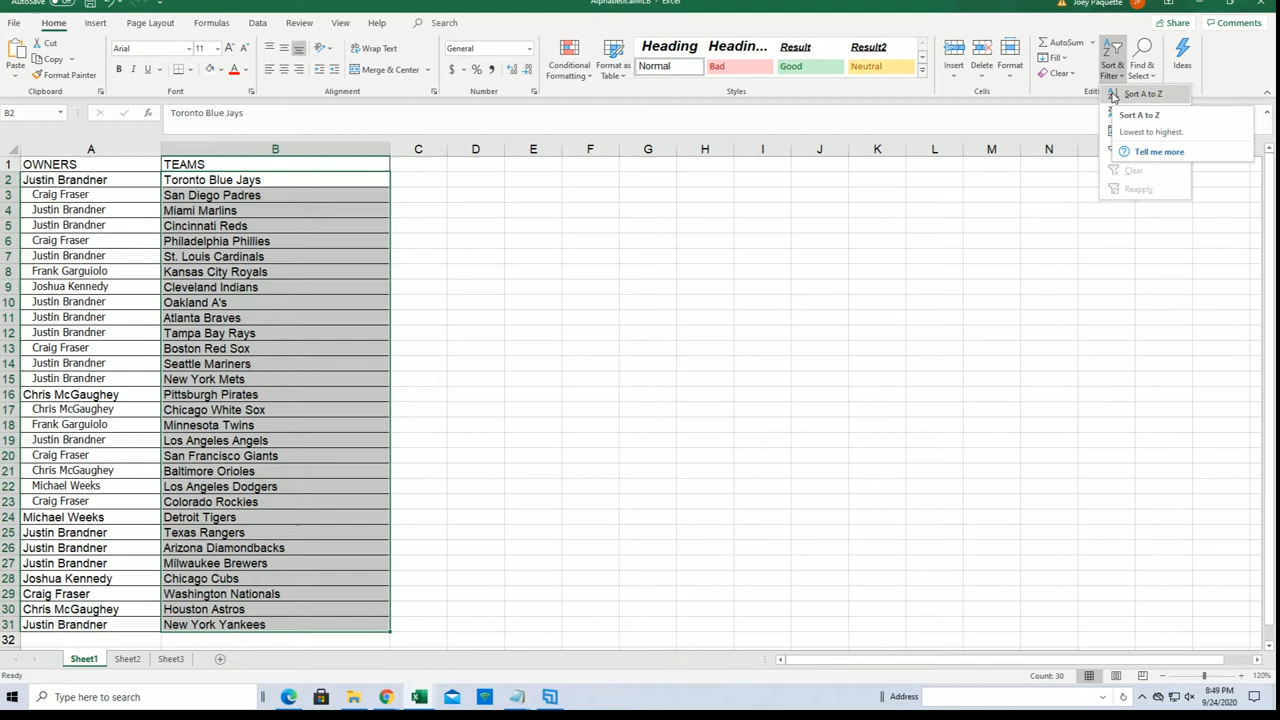 AutoSave Off AlphabeticalMLB - Excel Joey Paquette JP
File Home Insert Page Layout Formulas Data Review View Help Search Share Comments
Paste Cut Copy Format Painter Clipboard
Arial 11 A A B I U A Font
Wrap Text Merge & Center Alignment
General $ % , Number
Conditional Formatting Format as Table
Heading Headin... Result Result2
Normal Bad Good Neutral
Styles
Insert Delete Format Cells
AutoSum Fill Clear Sort & Filter Find & Select Editi
Ideas
Sort A to Z
Sort A to Z
Lowest to highest.
Tell me more
Clear
Reapply
B2 fx Toronto Blue Jays
A B C D E F G H I J K L M N
1 OWNERS TEAMS
2 Justin Brandner Toronto Blue Jays
3 Craig Fraser San Diego Padres
4 Justin Brandner Miami Marlins
5 Justin Brandner Cincinnati Reds
6 Craig Fraser Philadelphia Phillies
7 Justin Brandner St. Louis Cardinals
8 Frank Garguiolo Kansas City Royals
9 Joshua Kennedy Cleveland Indians
10 Justin Brandner Oakland A's
11 Justin Brandner Atlanta Braves
12 Justin Brandner Tampa Bay Rays
13 Craig Fraser Boston Red Sox
14 Justin Brandner Seattle Mariners
15 Justin Brandner New York Mets
16 Chris McGaughey Pittsburgh Pirates
17 Chris McGaughey Chicago White Sox
18 Frank Garguiolo Minnesota Twins
19 Justin Brandner Los Angeles Angels
20 Craig Fraser San Francisco Giants
21 Chris McGaughey Baltimore Orioles
22 Michael Weeks Los Angeles Dodgers
23 Craig Fraser Colorado Rockies
24 Michael Weeks Detroit Tigers
25 Justin Brandner Texas Rangers
26 Justin Brandner Arizona Diamondbacks
27 Justin Brandner Milwaukee Brewers
28 Joshua Kennedy Chicago Cubs
29 Craig Fraser Washington Nationals
30 Chris McGaughey Houston Astros
31 Justin Brandner New York Yankees
32
Sheet1 Sheet2 Sheet3
Ready Count: 30 120%
Type here to search Address 8:49 PM
9/24/2020